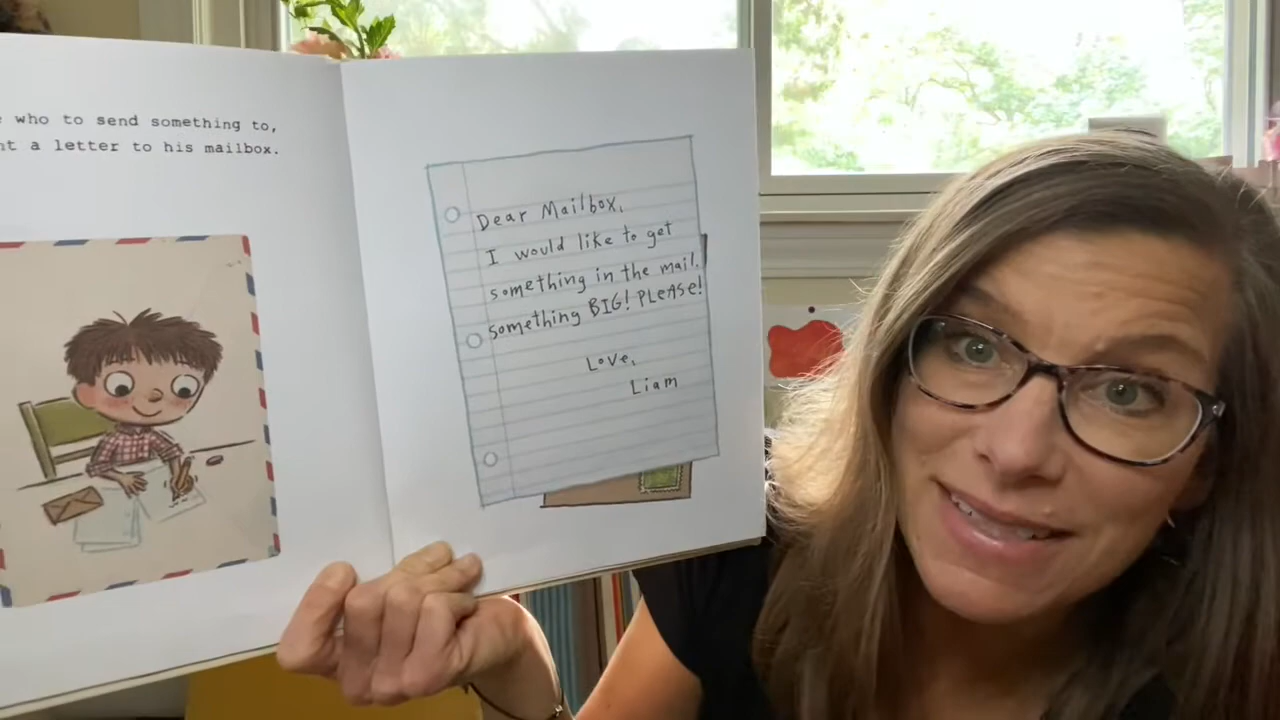 who to send something to,
a letter to his mailbox.
Dear Mailbox,
I would like to get
something in the mail.
something BIG! PLEASE!
Love,
Liam